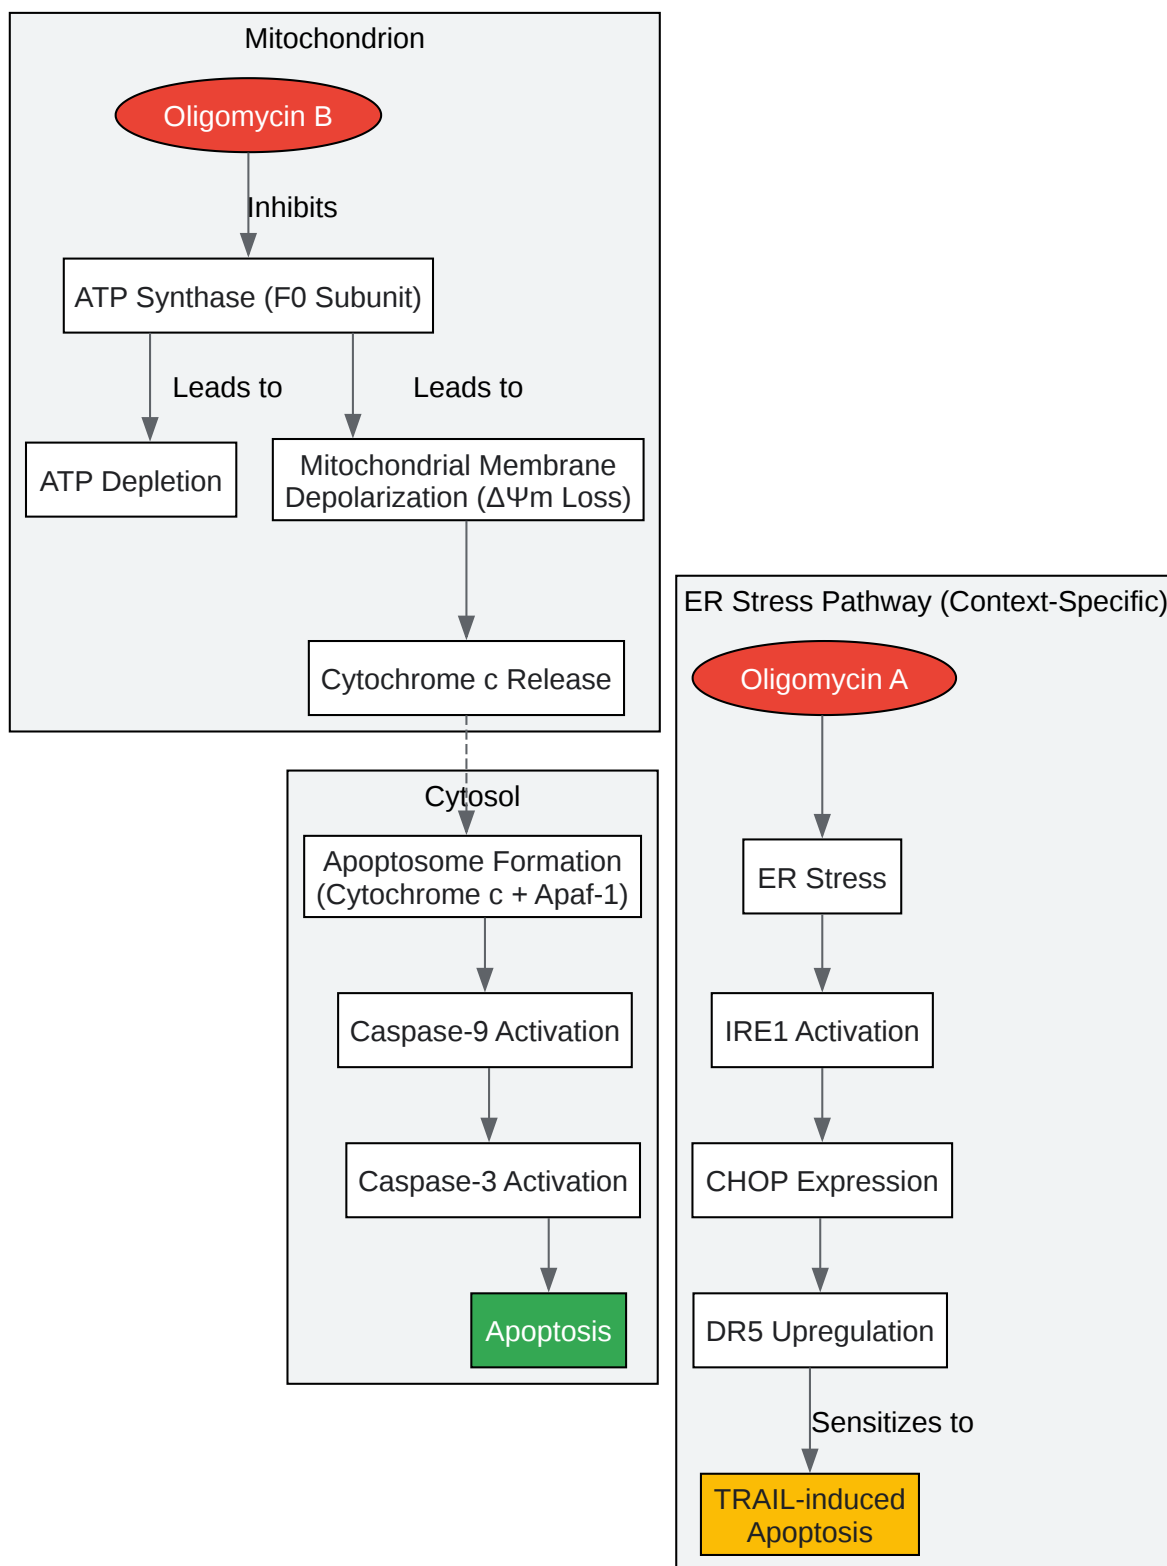 Mitochondrion
Oligomycin B
Inhibits
ATP Synthase (F0 Subunit)
Leads to
Leads to
ATP Depletion
Mitochondrial Membrane
Depolarization (ΔΨm Loss)
Cytochrome c Release
Cytosol
Apoptosome Formation
(Cytochrome c + Apaf-1)
Caspase-9 Activation
Caspase-3 Activation
Apoptosis
ER Stress Pathway (Context-Specific)
Oligomycin A
ER Stress
IRE1 Activation
CHOP Expression
DR5 Upregulation
Sensitizes to
TRAIL-induced
Apoptosis